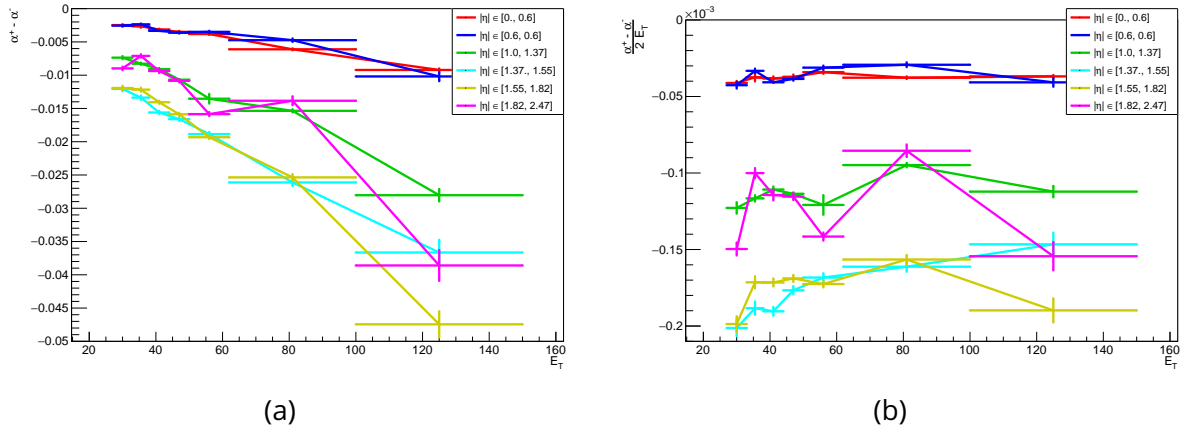 α⁺ - α⁻
0
−0.005
−0.01
−0.015
−0.02
−0.025
−0.03
−0.035
−0.04
−0.045
−0.05
20 40 60 80 100 120 140 160
E_T
|η| ∈ [0., 0.6]
|η| ∈ [0.6, 0.6]
|η| ∈ [1.0, 1.37]
|η| ∈ [1.37., 1.55]
|η| ∈ [1.55, 1.82]
|η| ∈ [1.82, 2.47]
(a)
×10⁻³
α⁺ - α⁻
2 E_T
0
−0.05
−0.1
−0.15
−0.2
20 40 60 80 100 120 140 160
E_T
|η| ∈ [0., 0.6]
|η| ∈ [0.6, 0.6]
|η| ∈ [1.0, 1.37]
|η| ∈ [1.37., 1.55]
|η| ∈ [1.55, 1.82]
|η| ∈ [1.82, 2.47]
(b)